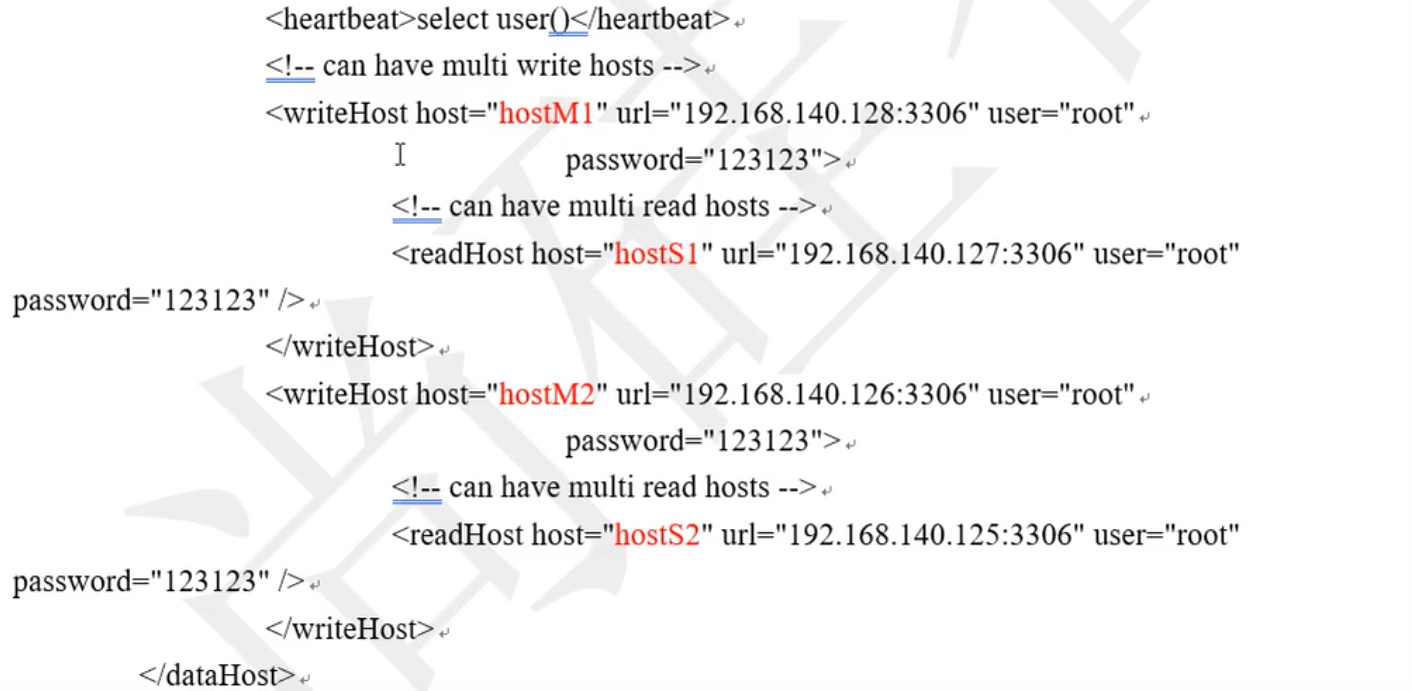 <heartbeat>select user()</heartbeat>
<!-- can have multi write hosts -->
<writeHost host="hostM1" url="192.168.140.128:3306" user="root"
password="123123">
<!-- can have multi read hosts -->
<readHost host="hostS1" url="192.168.140.127:3306" user="root"
password="123123" />
</writeHost>
<writeHost host="hostM2" url="192.168.140.126:3306" user="root"
password="123123">
<!-- can have multi read hosts -->
<readHost host="hostS2" url="192.168.140.125:3306" user="root"
password="123123" />
</writeHost>
</dataHost>